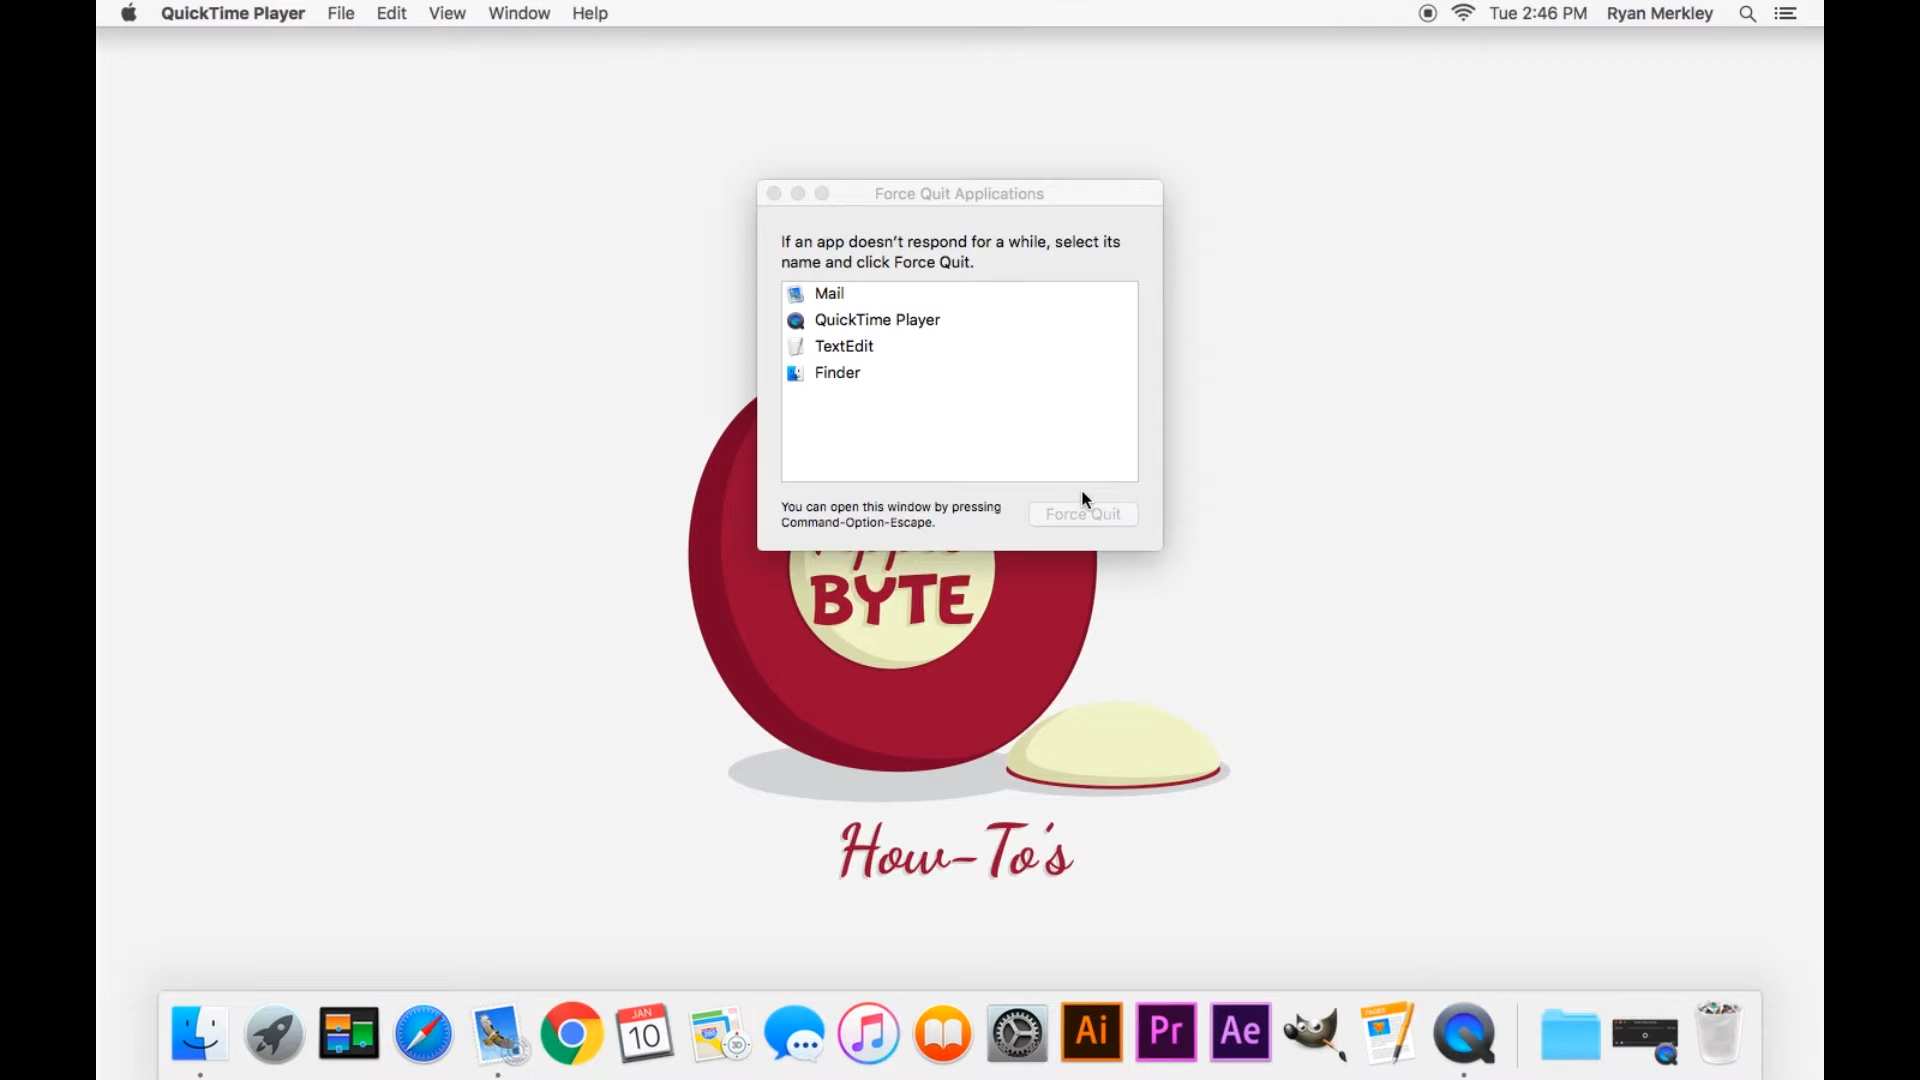 QuickTime Player File Edit View Window Help Tue 2:46 PM Ryan Merkley
Force Quit Applications
If an app doesn't respond for a while, select its
name and click Force Quit.
Mail
QuickTime Player
TextEdit
Finder
You can open this window by pressing
Command-Option-Escape.
Force Quit
BYTE
How-To's
JAN
10
3D
Ai
Pr
Ae
PAGES